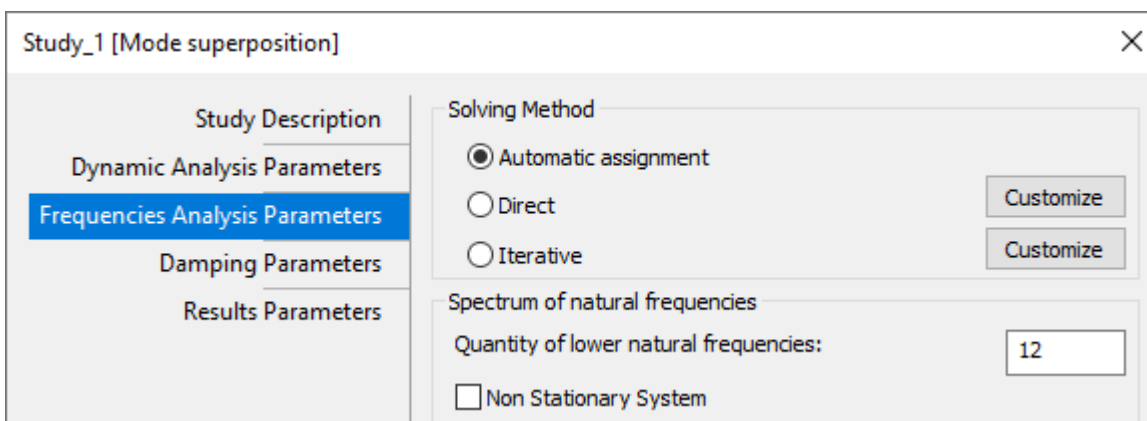 Study_1 [Mode superposition]
Study Description
Dynamic Analysis Parameters
Frequencies Analysis Parameters
Damping Parameters
Results Parameters
Solving Method
Automatic assignment
Direct
Customize
Iterative
Customize
Spectrum of natural frequencies
Quantity of lower natural frequencies:
12
Non Stationary System